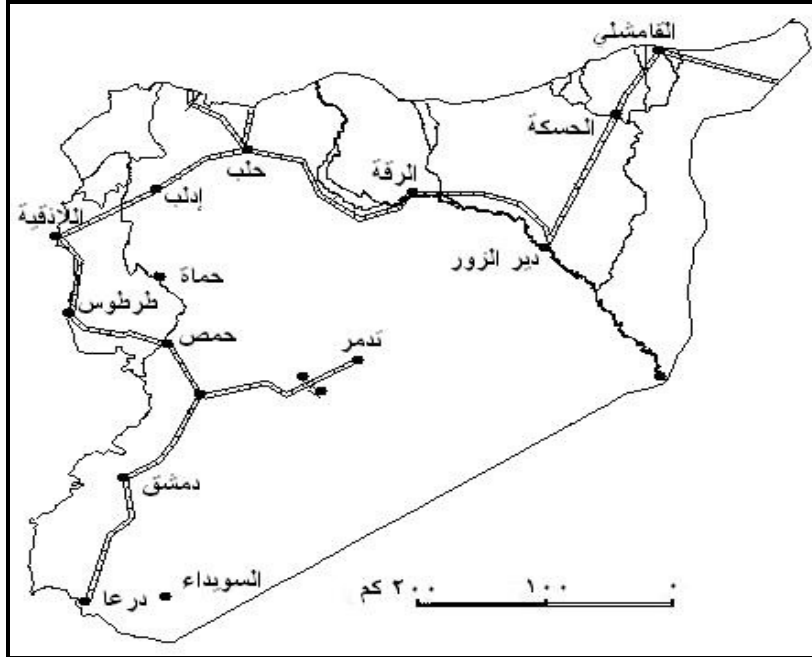 القامشلي
الحسكة
حلب
الرقة
إدلب
اللاذقية
دير الزور
حماة
طرطوس
حمص
تدمر
دمشق
السويداء
درعا
٢٠٠ كم ١٠٠ ٠